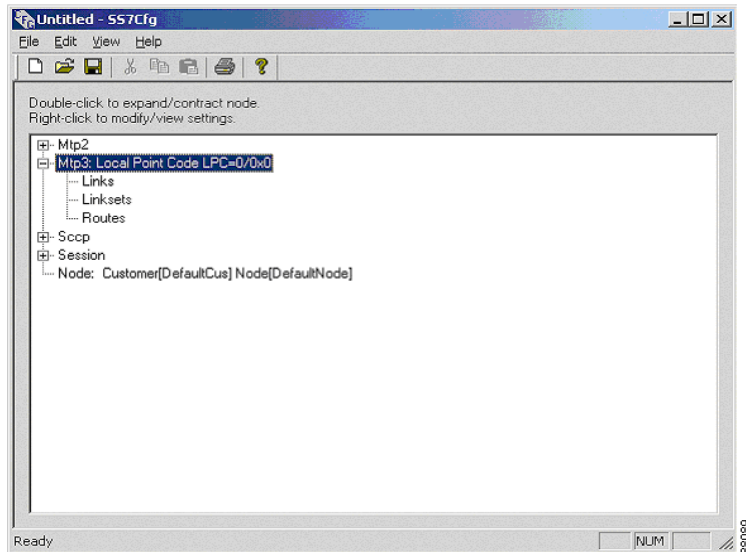 Untitled - SS7Cfg
File Edit View Help
Double-click to expand/contract node.
Right-click to modify/view settings.
Mtp2
Mtp3: Local Point Code LPC=0/0x0
Links
Linksets
Routes
Sccp
Session
Node: Customer[DefaultCus] Node[DefaultNode]
Ready NUM